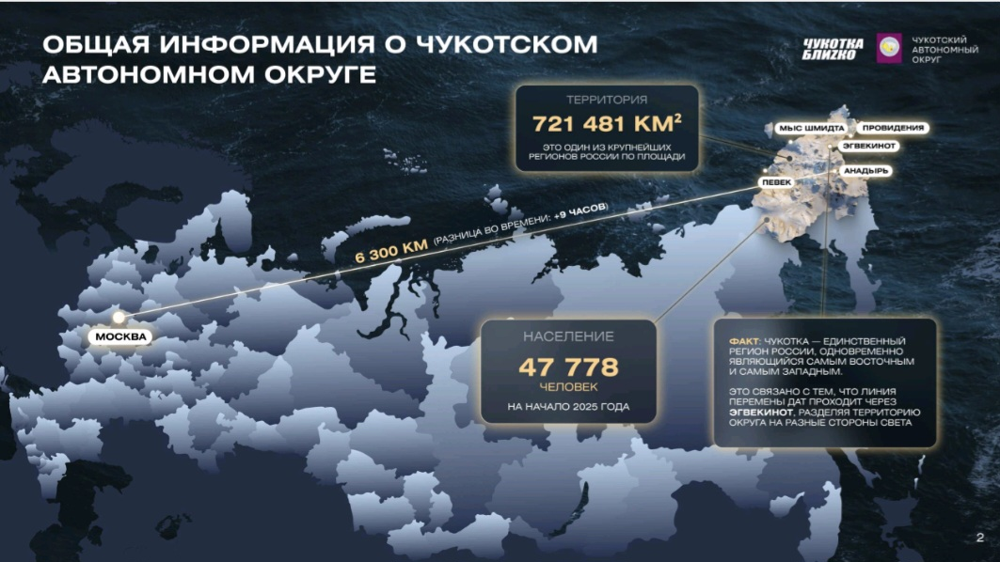 ОБЩАЯ ИНФОРМАЦИЯ О ЧУКОТСКОМ
АВТОНОМНОМ ОКРУГЕ
ЧУКОТКА
БЛИZКО
ЧУКОТСКИЙ
АВТОНОМНЫЙ
ОКРУГ
ТЕРРИТОРИЯ
721 481 КМ²
ЭТО ОДИН ИЗ КРУПНЕЙШИХ
РЕГИОНОВ РОССИИ ПО ПЛОЩАДИ
МЫС ШМИДТА
ПРОВИДЕНИЯ
ЭГВЕКИНОТ
АНАДЫРЬ
ПЕВЕК
6 300 КМ (РАЗНИЦА ВО ВРЕМЕНИ: +9 ЧАСОВ)
МОСКВА
НАСЕЛЕНИЕ
47 778
ЧЕЛОВЕК
НА НАЧАЛО 2025 ГОДА
ФАКТ: ЧУКОТКА — ЕДИНСТВЕННЫЙ
РЕГИОН РОССИИ, ОДНОВРЕМЕННО
ЯВЛЯЮЩИЙСЯ САМЫМ ВОСТОЧНЫМ
И САМЫМ ЗАПАДНЫМ.
ЭТО СВЯЗАНО С ТЕМ, ЧТО ЛИНИЯ
ПЕРЕМЕНЫ ДАТ ПРОХОДИТ ЧЕРЕЗ
ЭГВЕКИНОТ, РАЗДЕЛЯЯ ТЕРРИТОРИЮ
ОКРУГА НА РАЗНЫЕ СТОРОНЫ СВЕТА
2